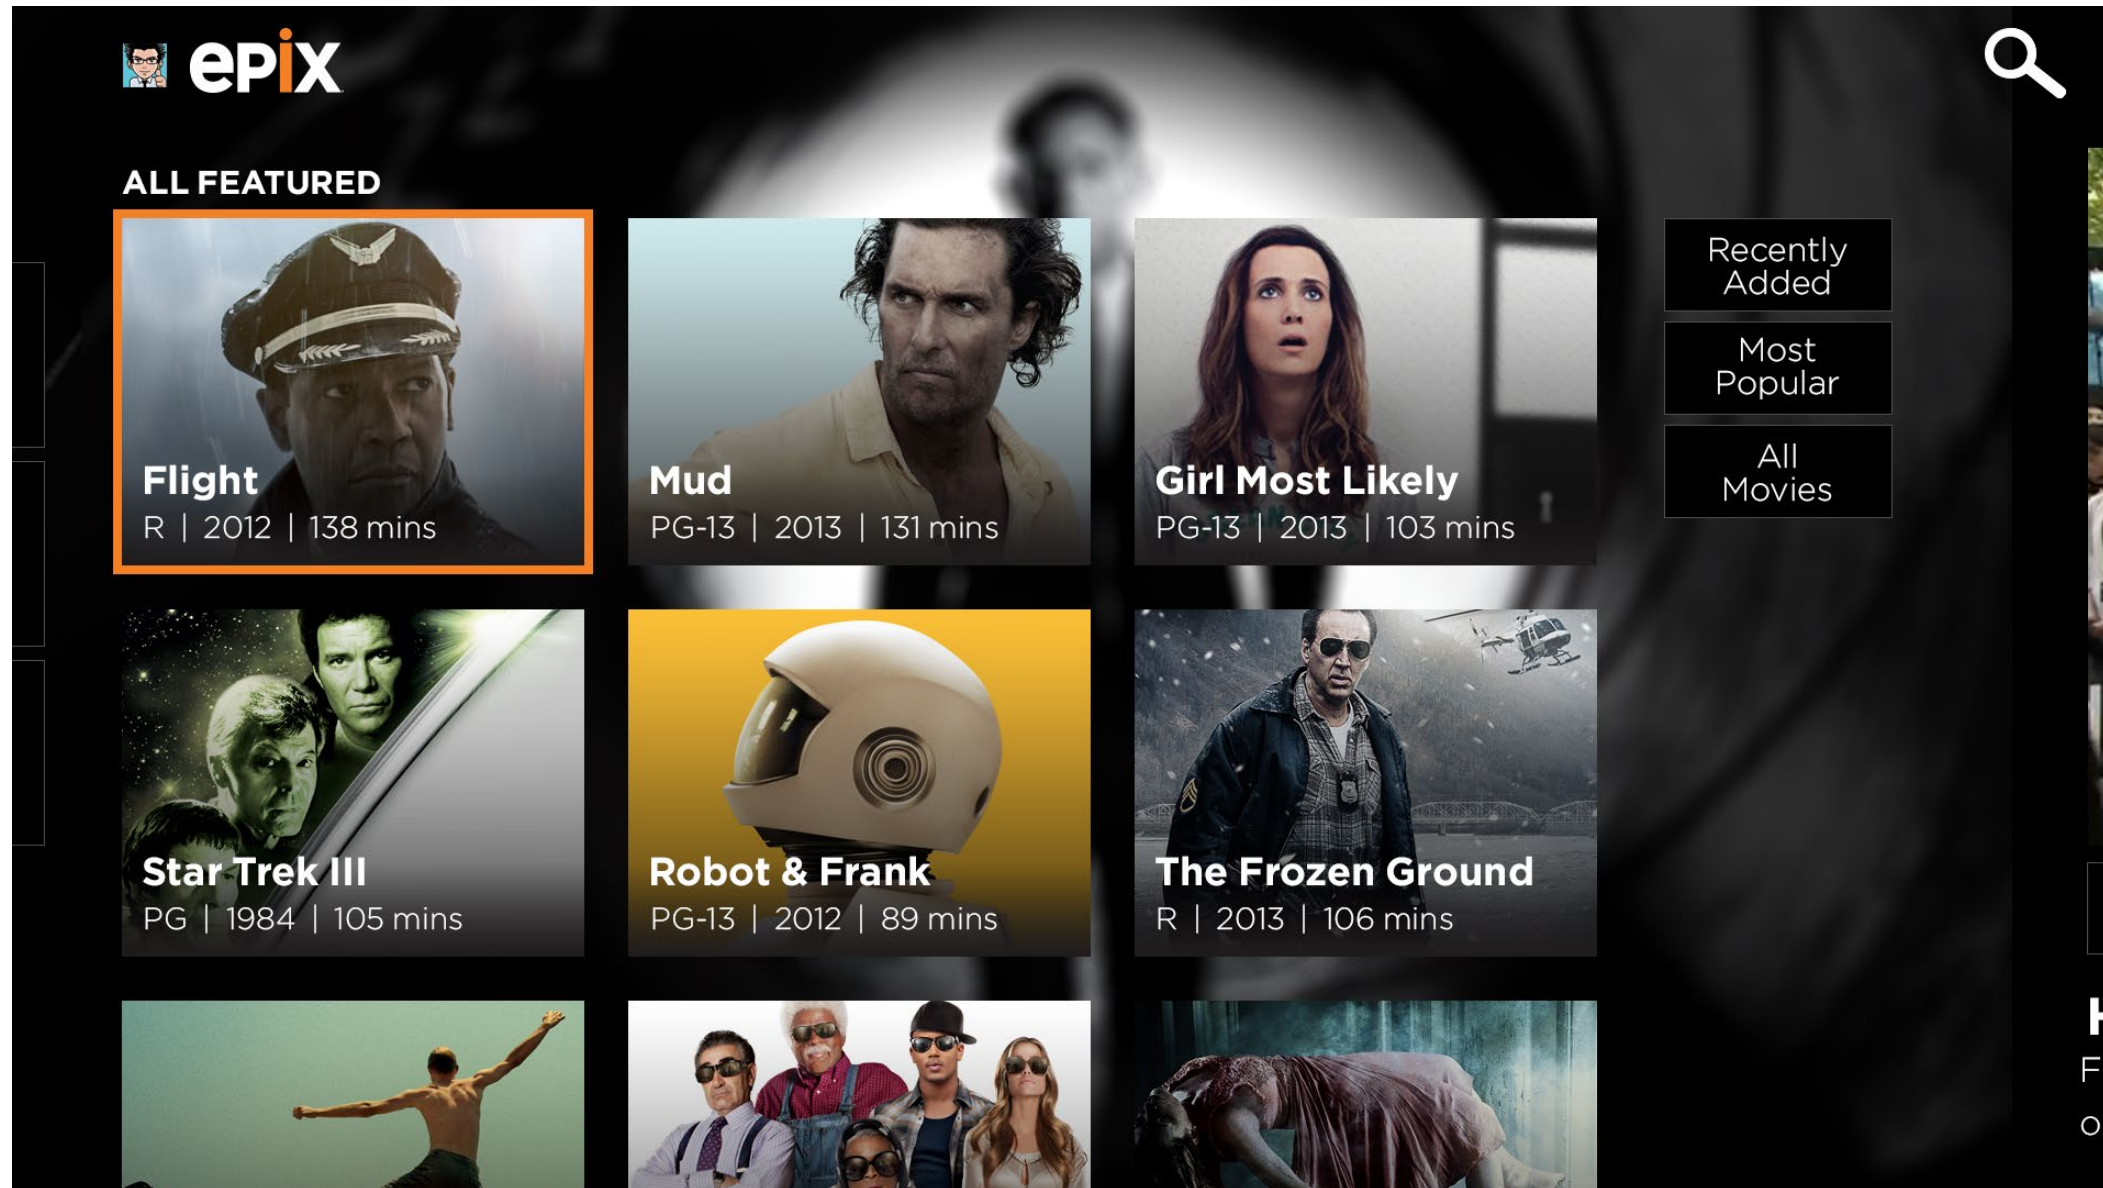 epix
ALL FEATURED
Flight
R | 2012 | 138 mins
Mud
PG-13 | 2013 | 131 mins
Girl Most Likely
PG-13 | 2013 | 103 mins
Recently
Added
Most
Popular
All
Movies
Star Trek III
PG | 1984 | 105 mins
Robot & Frank
PG-13 | 2012 | 89 mins
The Frozen Ground
R | 2013 | 106 mins